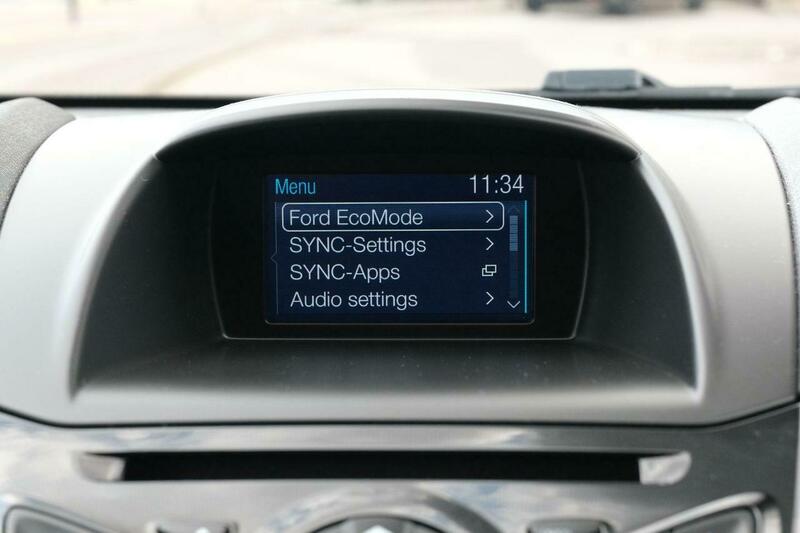 Menu 11:34
Ford EcoMode
SYNC-Settings
SYNC-Apps
Audio settings